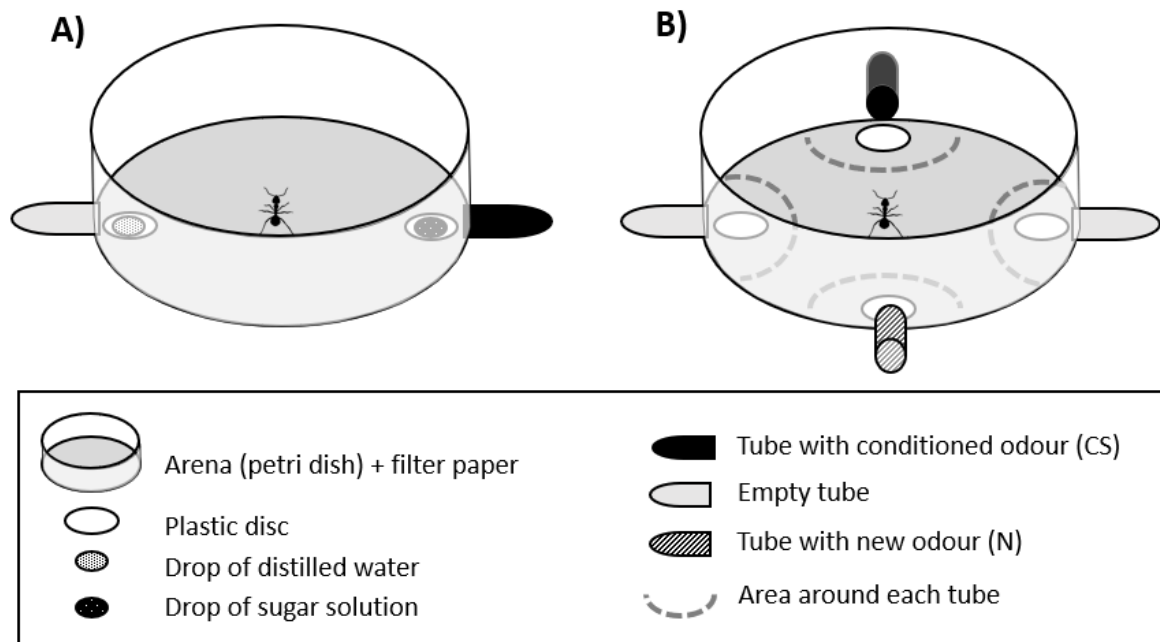 A)
B)
Arena (petri dish) + filter paper
Plastic disc
Drop of distilled water
Drop of sugar solution
Tube with conditioned odour (CS)
Empty tube
Tube with new odour (N)
Area around each tube